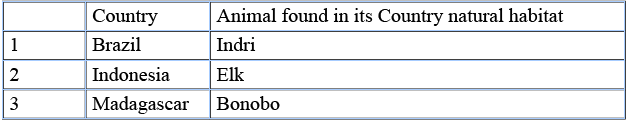 Country Animal found in its Country natural habitat
1 Brazil Indri
2 Indonesia Elk
3 Madagascar Bonobo